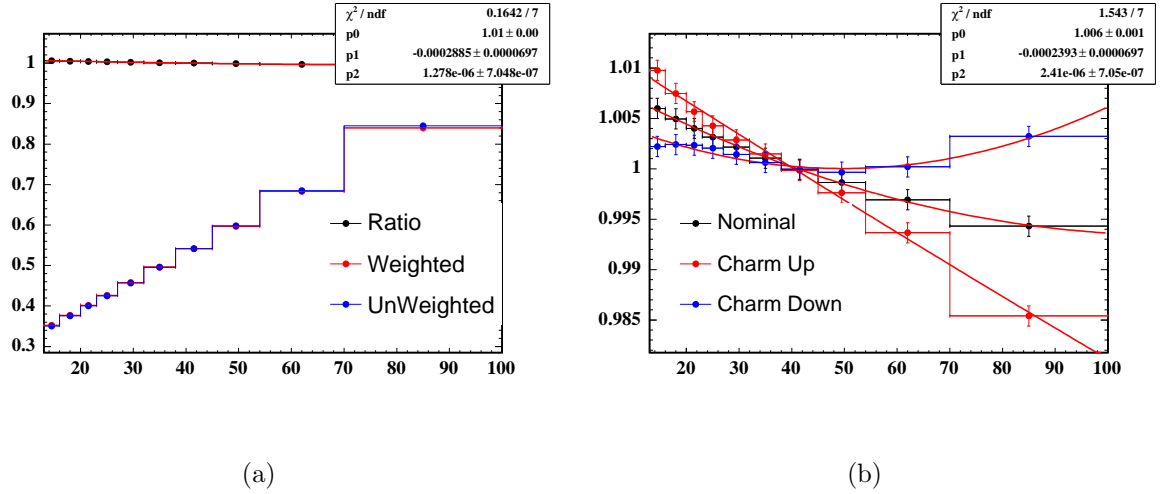 χ² / ndf 0.1642 / 7
p0 1.01 ± 0.00
p1 -0.0002885 ± 0.0000697
p2 1.278e-06 ± 7.048e-07
1
0.9
0.8
0.7
0.6
0.5
0.4
0.3
Ratio
Weighted
UnWeighted
20 30 40 50 60 70 80 90 100
(a)
χ² / ndf 1.543 / 7
p0 1.006 ± 0.001
p1 -0.0002393 ± 0.0000697
p2 2.41e-06 ± 7.05e-07
1.01
1.005
1
0.995
0.99
0.985
Nominal
Charm Up
Charm Down
20 30 40 50 60 70 80 90 100
(b)